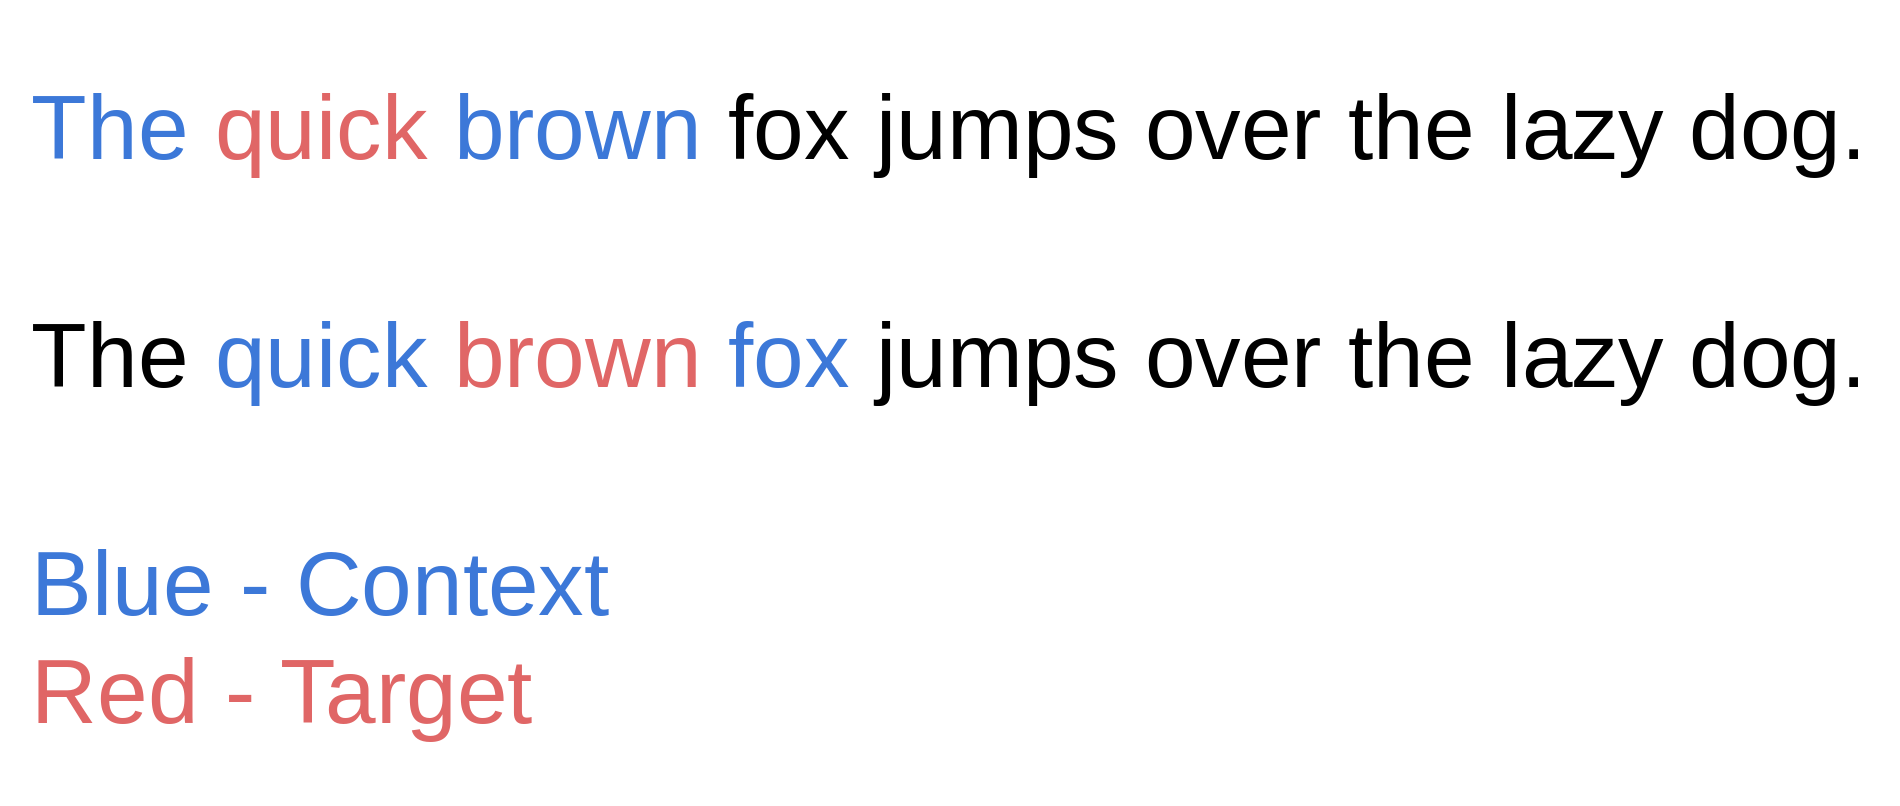 The quick brown fox jumps over the lazy dog.
The quick brown fox jumps over the lazy dog.
Blue - Context
Red - Target